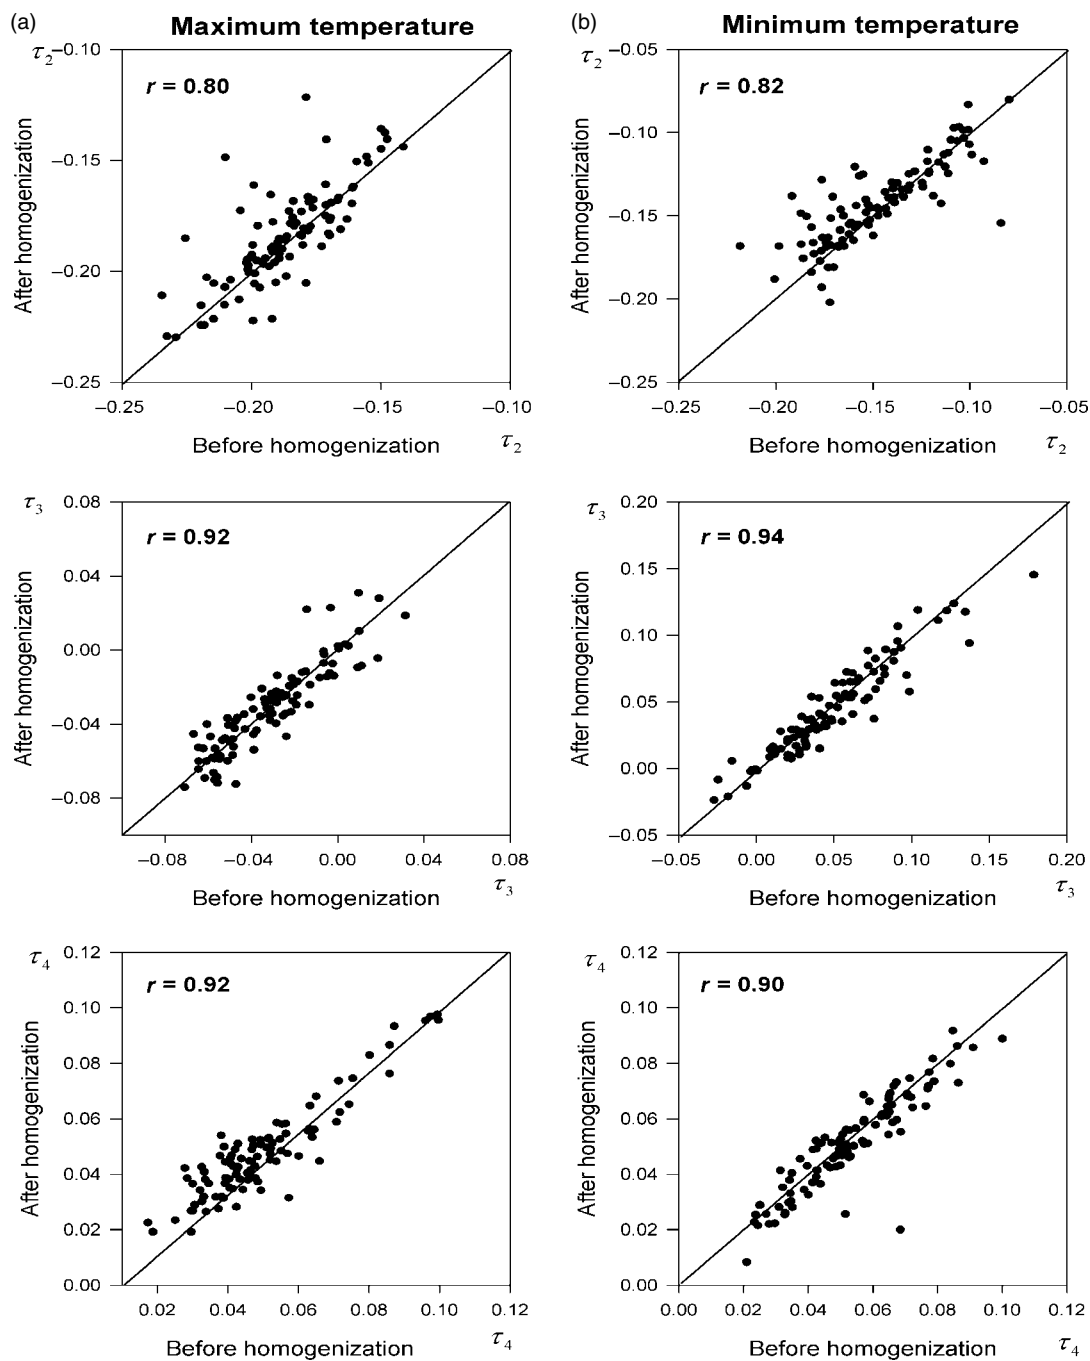 (a) Maximum temperature
τ2
−0.10
−0.15
−0.20
−0.25
After homogenization
r = 0.80
−0.25 −0.20 −0.15 −0.10
Before homogenization τ2
(b) Minimum temperature
τ2
−0.05
−0.10
−0.15
−0.20
−0.25
After homogenization
r = 0.82
−0.25 −0.20 −0.15 −0.10 −0.05
Before homogenization τ2
τ3
0.08
0.04
0.00
−0.04
−0.08
After homogenization
r = 0.92
−0.08 −0.04 0.00 0.04 0.08
Before homogenization τ3
τ3
0.20
0.15
0.10
0.05
0.00
−0.05
After homogenization
r = 0.94
−0.05 0.00 0.05 0.10 0.15 0.20
Before homogenization τ3
τ4
0.12
0.10
0.08
0.06
0.04
0.02
0.00
After homogenization
r = 0.92
0.02 0.04 0.06 0.08 0.10 0.12
Before homogenization τ4
τ4
0.12
0.10
0.08
0.06
0.04
0.02
0.00
After homogenization
r = 0.90
0.00 0.02 0.04 0.06 0.08 0.10 0.12
Before homogenization τ4